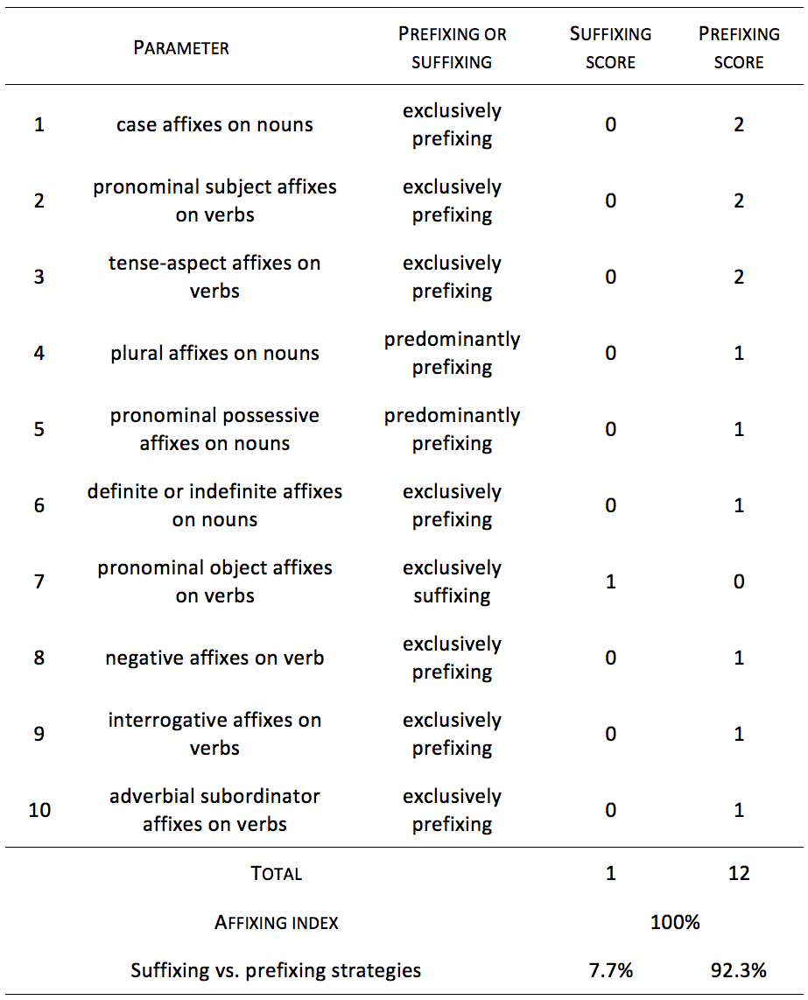 PARAMETER PREFIXING OR SUFFIXING SUFFIXING SCORE PREFIXING SCORE
1 case affixes on nouns exclusively prefixing 0 2
2 pronominal subject affixes on verbs exclusively prefixing 0 2
3 tense-aspect affixes on verbs exclusively prefixing 0 2
4 plural affixes on nouns predominantly prefixing 0 1
5 pronominal possessive affixes on nouns predominantly prefixing 0 1
6 definite or indefinite affixes on nouns exclusively prefixing 0 1
7 pronominal object affixes on verbs exclusively suffixing 1 0
8 negative affixes on verb exclusively prefixing 0 1
9 interrogative affixes on verbs exclusively prefixing 0 1
10 adverbial subordinator affixes on verbs exclusively prefixing 0 1
TOTAL 1 12
AFFIXING INDEX 100%
Suffixing vs. prefixing strategies 7.7% 92.3%